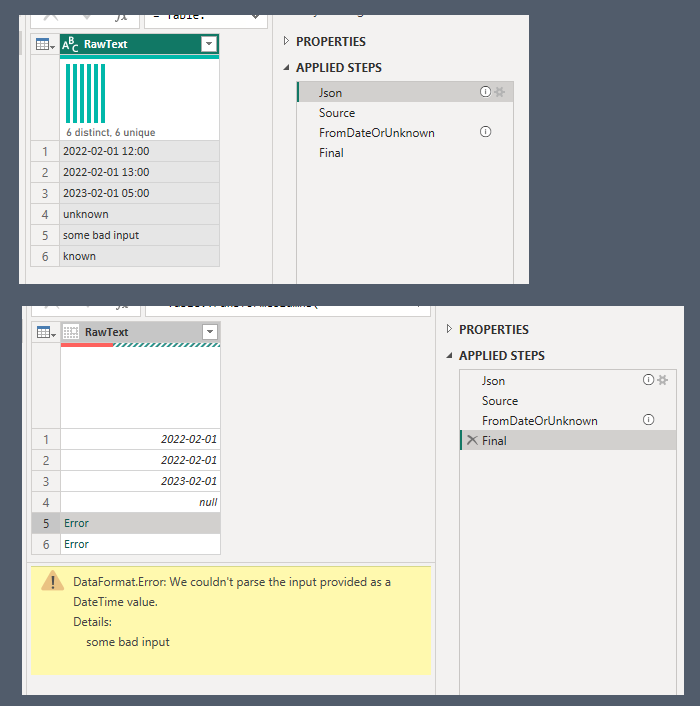 = Table.
PROPERTIES
ABC RawText
APPLIED STEPS
Json
Source
FromDateOrUnknown
Final
6 distinct, 6 unique
1 2022-02-01 12:00
2 2022-02-01 13:00
3 2023-02-01 05:00
4 unknown
5 some bad input
6 known
RawText
PROPERTIES
APPLIED STEPS
Json
Source
FromDateOrUnknown
Final
1 2022-02-01
2 2022-02-01
3 2023-02-01
4 null
5 Error
6 Error
DataFormat.Error: We couldn't parse the input provided as a
DateTime value.
Details:
some bad input